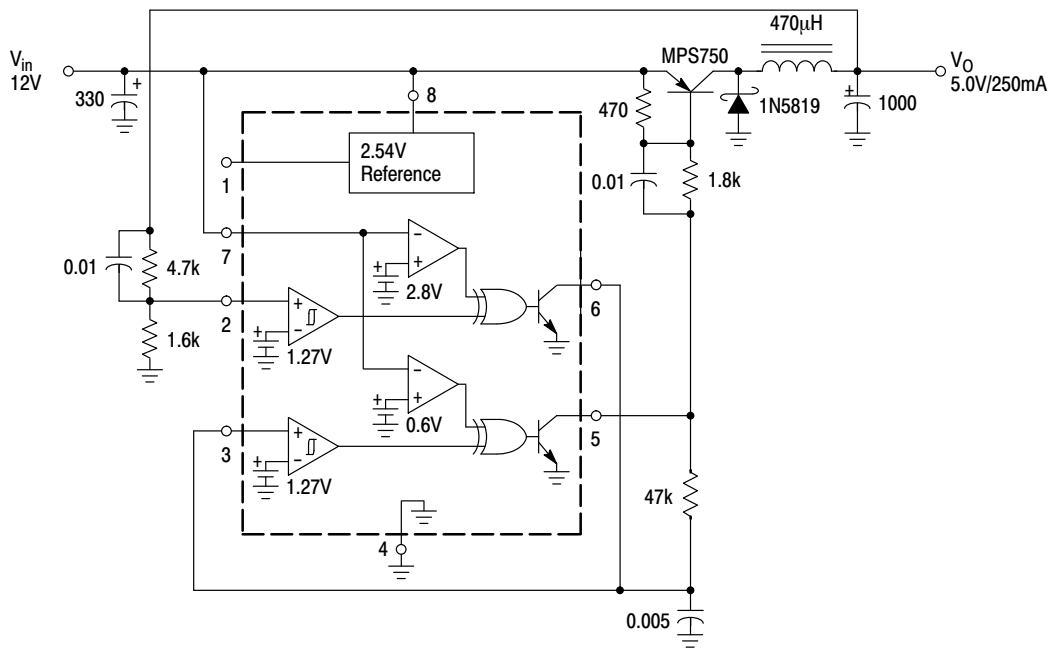 470µH
MPS750
V_in
12V
V_O
5.0V/250mA
330
8
470
1N5819
1000
2.54V
Reference
1
0.01
1.8k
7
0.01
4.7k
2.8V
6
2
1.27V
1.6k
0.6V
5
3
1.27V
47k
4
0.005